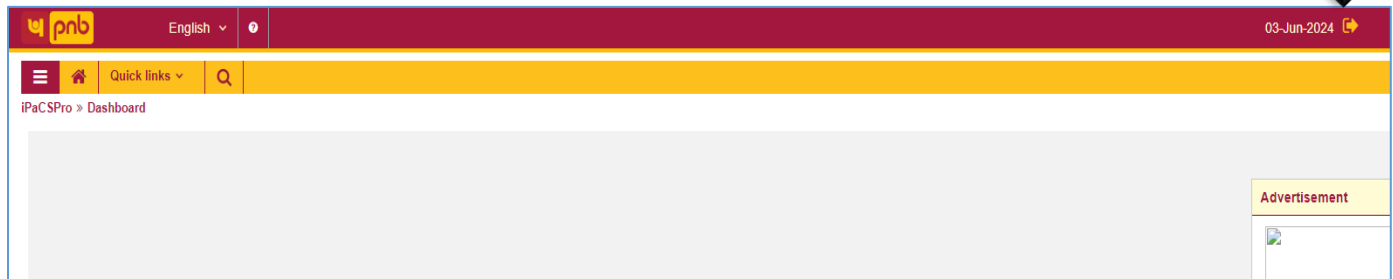 प pnb English 03-Jun-2024
Quick links
iPaCSPro » Dashboard
Advertisement